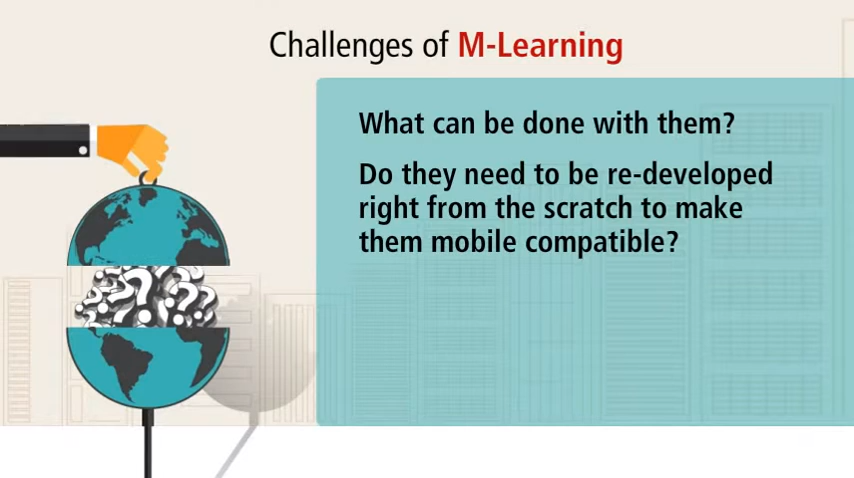 Challenges of M-Learning
What can be done with them?
Do they need to be re-developed
right from the scratch to make
them mobile compatible?